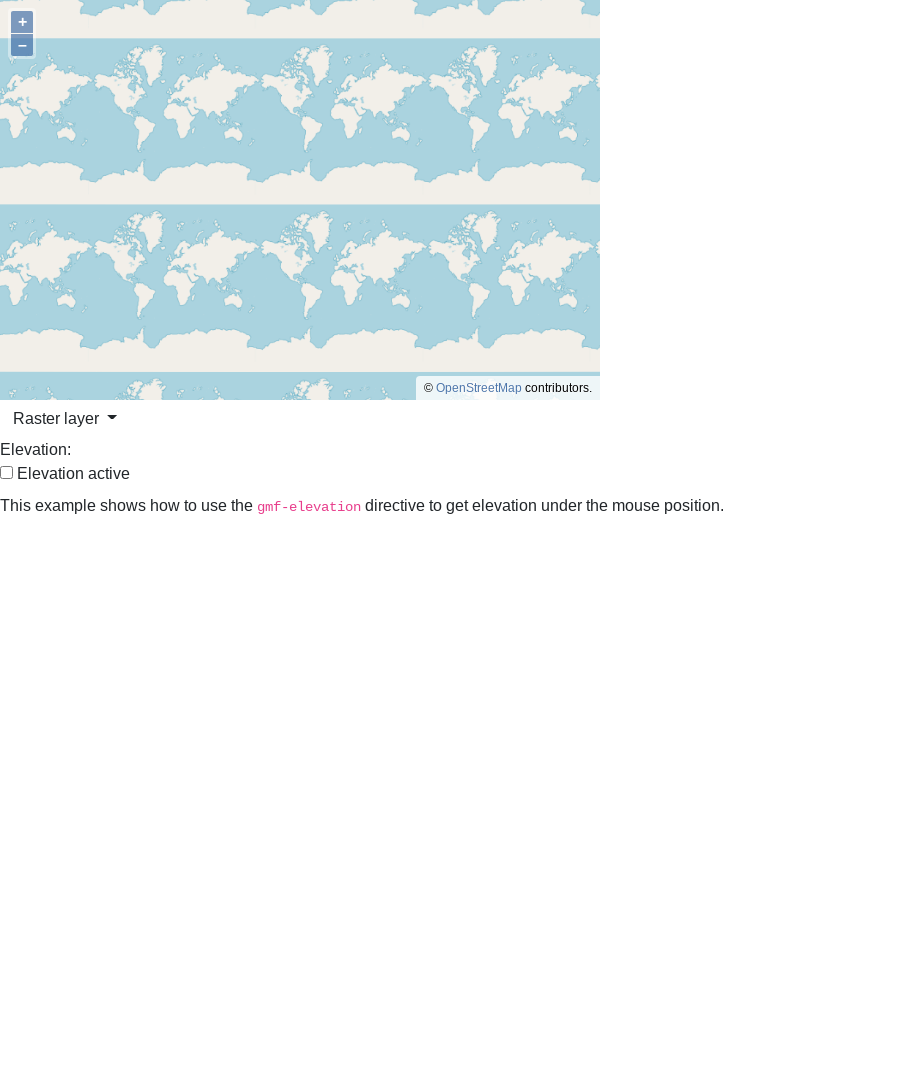 +
–
© OpenStreetMap contributors.
Raster layer
Elevation:
Elevation active
This example shows how to use the gmf-elevation directive to get elevation under the mouse position.